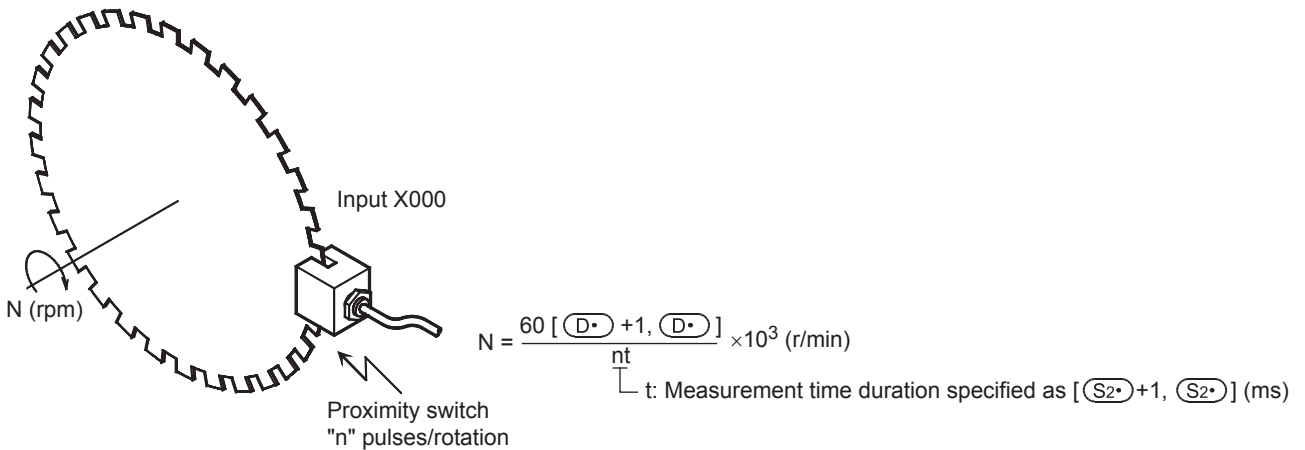 Input X000
N (rpm)
N = 60 [ (D•) +1, (D•) ] / nt ×10³ (r/min)
t: Measurement time duration specified as [ (S2•)+1, (S2•) ] (ms)
Proximity switch
"n" pulses/rotation